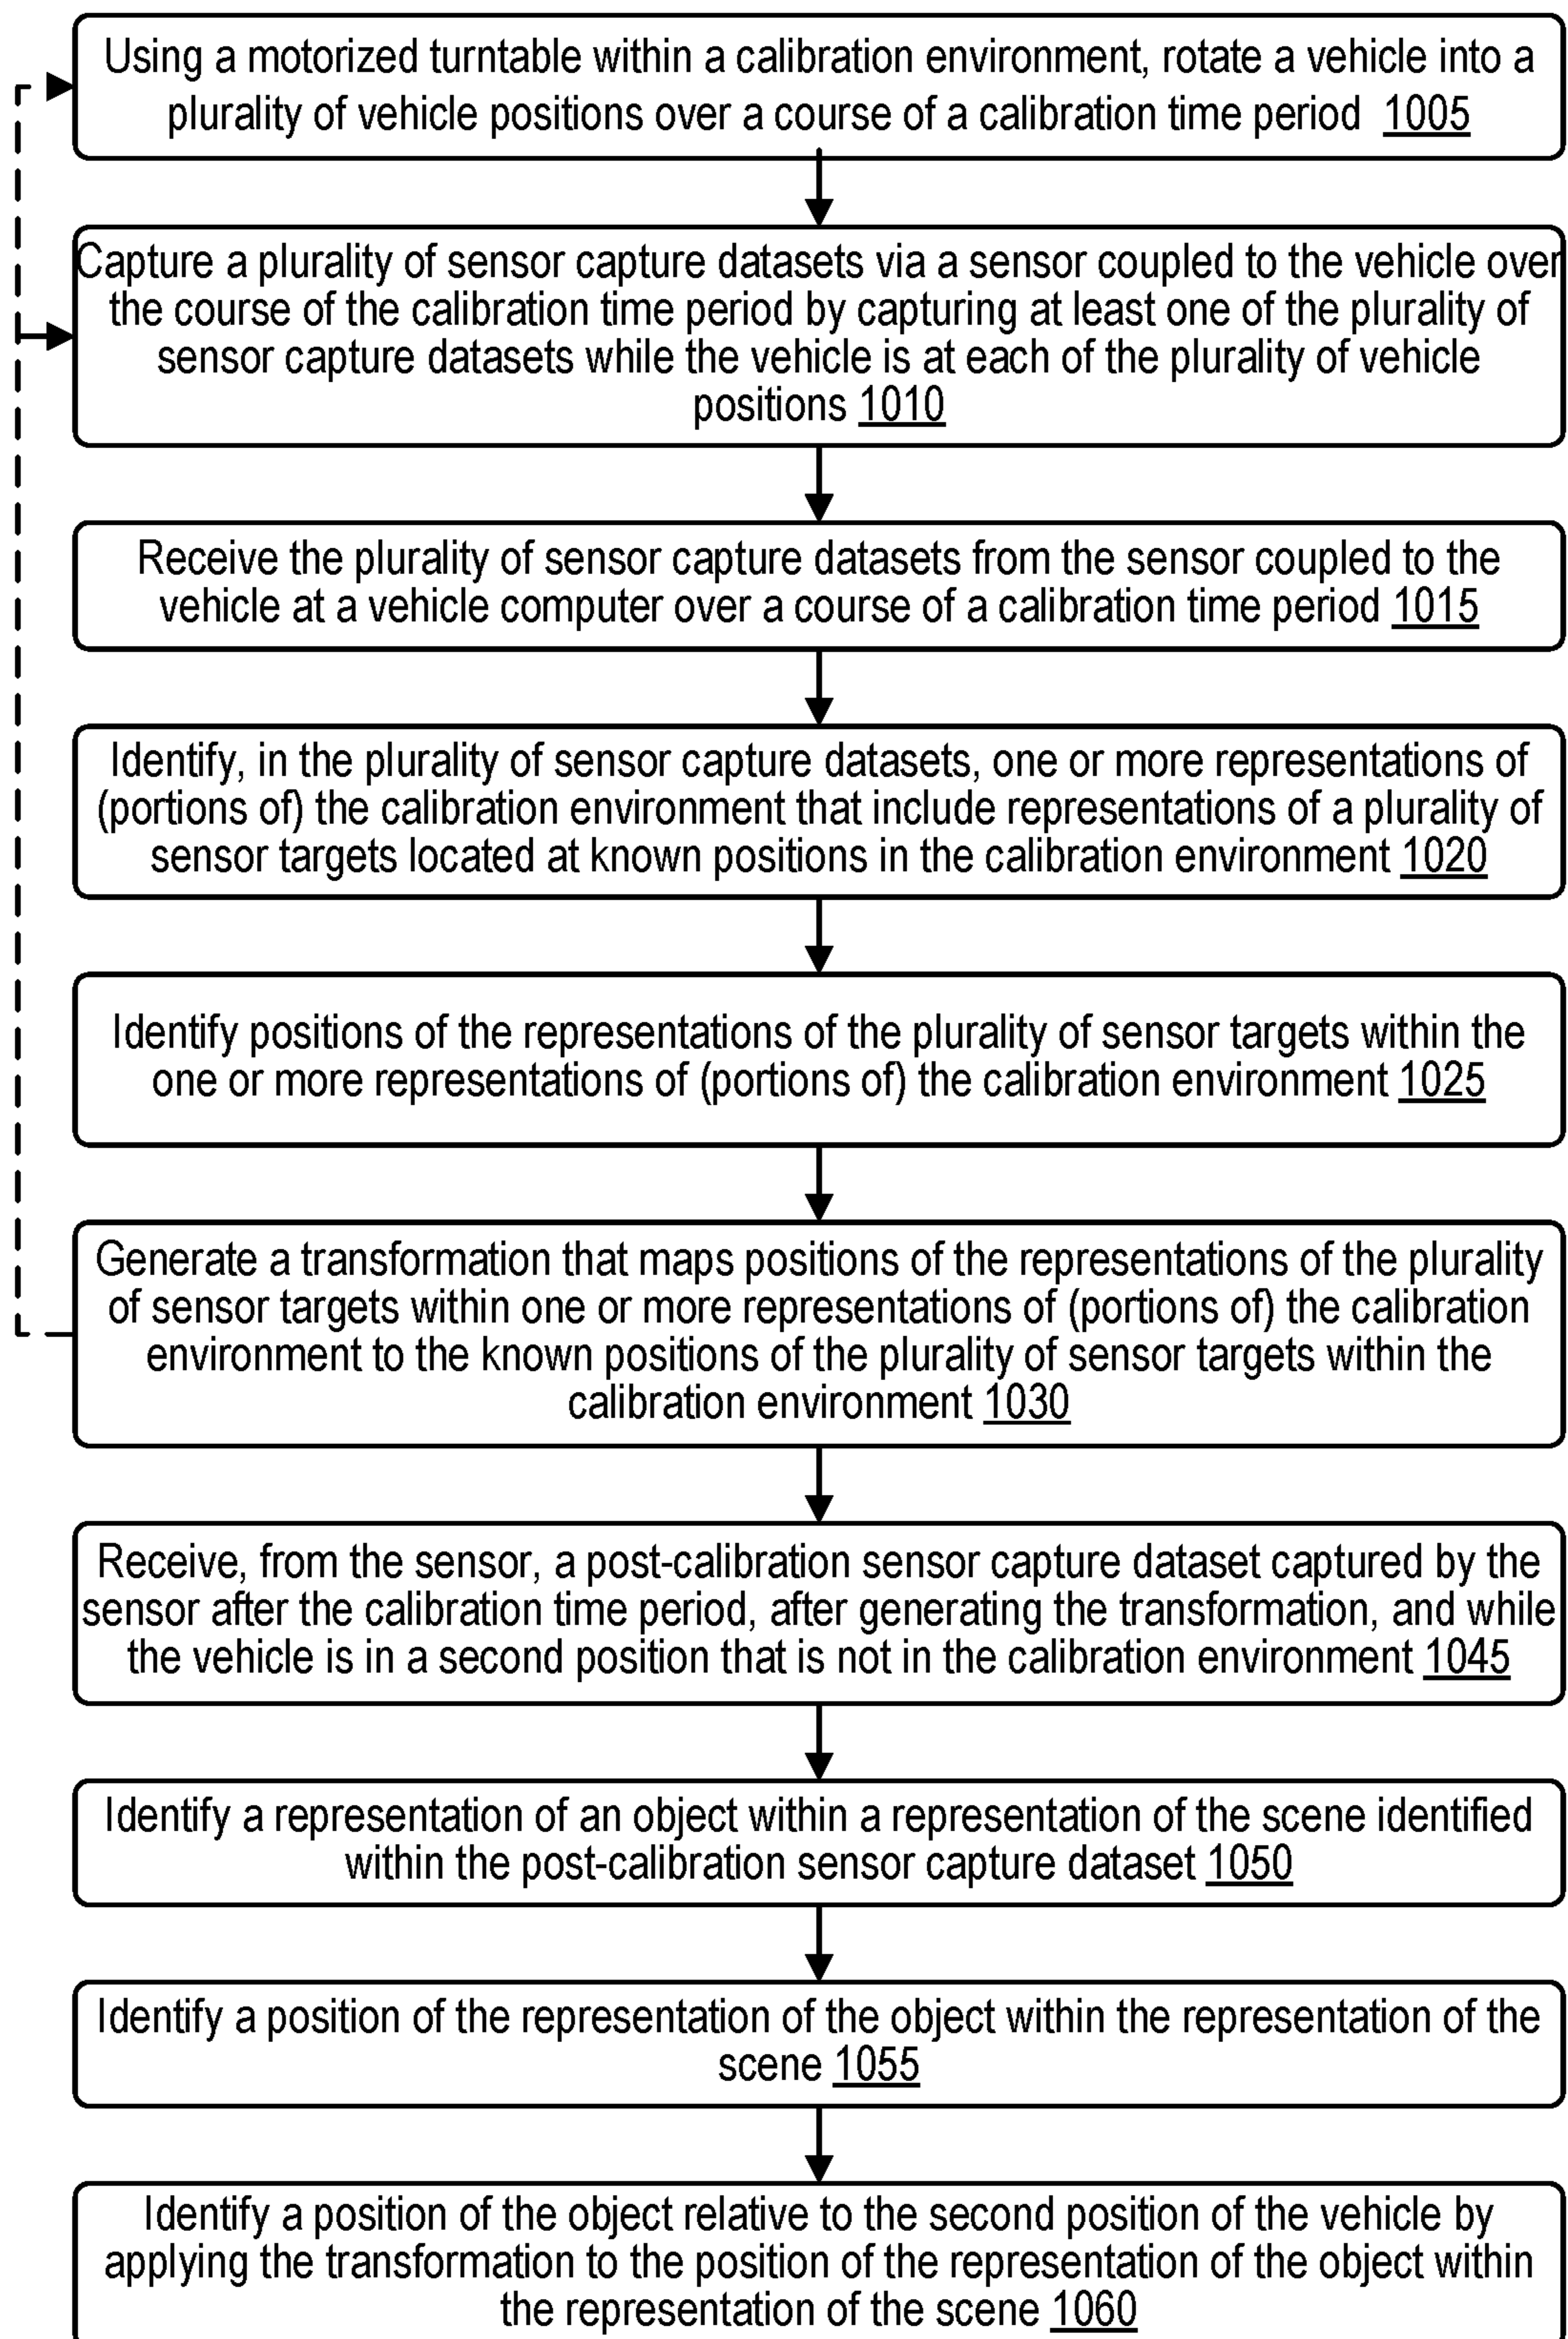 Using a motorized turntable within a calibration environment, rotate a vehicle into a
plurality of vehicle positions over a course of a calibration time period 1005
Capture a plurality of sensor capture datasets via a sensor coupled to the vehicle over
the course of the calibration time period by capturing at least one of the plurality of
sensor capture datasets while the vehicle is at each of the plurality of vehicle
positions 1010
Receive the plurality of sensor capture datasets from the sensor coupled to the
vehicle at a vehicle computer over a course of a calibration time period 1015
Identify, in the plurality of sensor capture datasets, one or more representations of
(portions of) the calibration environment that include representations of a plurality of
sensor targets located at known positions in the calibration environment 1020
Identify positions of the representations of the plurality of sensor targets within the
one or more representations of (portions of) the calibration environment 1025
Generate a transformation that maps positions of the representations of the plurality
of sensor targets within one or more representations of (portions of) the calibration
environment to the known positions of the plurality of sensor targets within the
calibration environment 1030
Receive, from the sensor, a post-calibration sensor capture dataset captured by the
sensor after the calibration time period, after generating the transformation, and while
the vehicle is in a second position that is not in the calibration environment 1045
Identify a representation of an object within a representation of the scene identified
within the post-calibration sensor capture dataset 1050
Identify a position of the representation of the object within the representation of the
scene 1055
Identify a position of the object relative to the second position of the vehicle by
applying the transformation to the position of the representation of the object within
the representation of the scene 1060